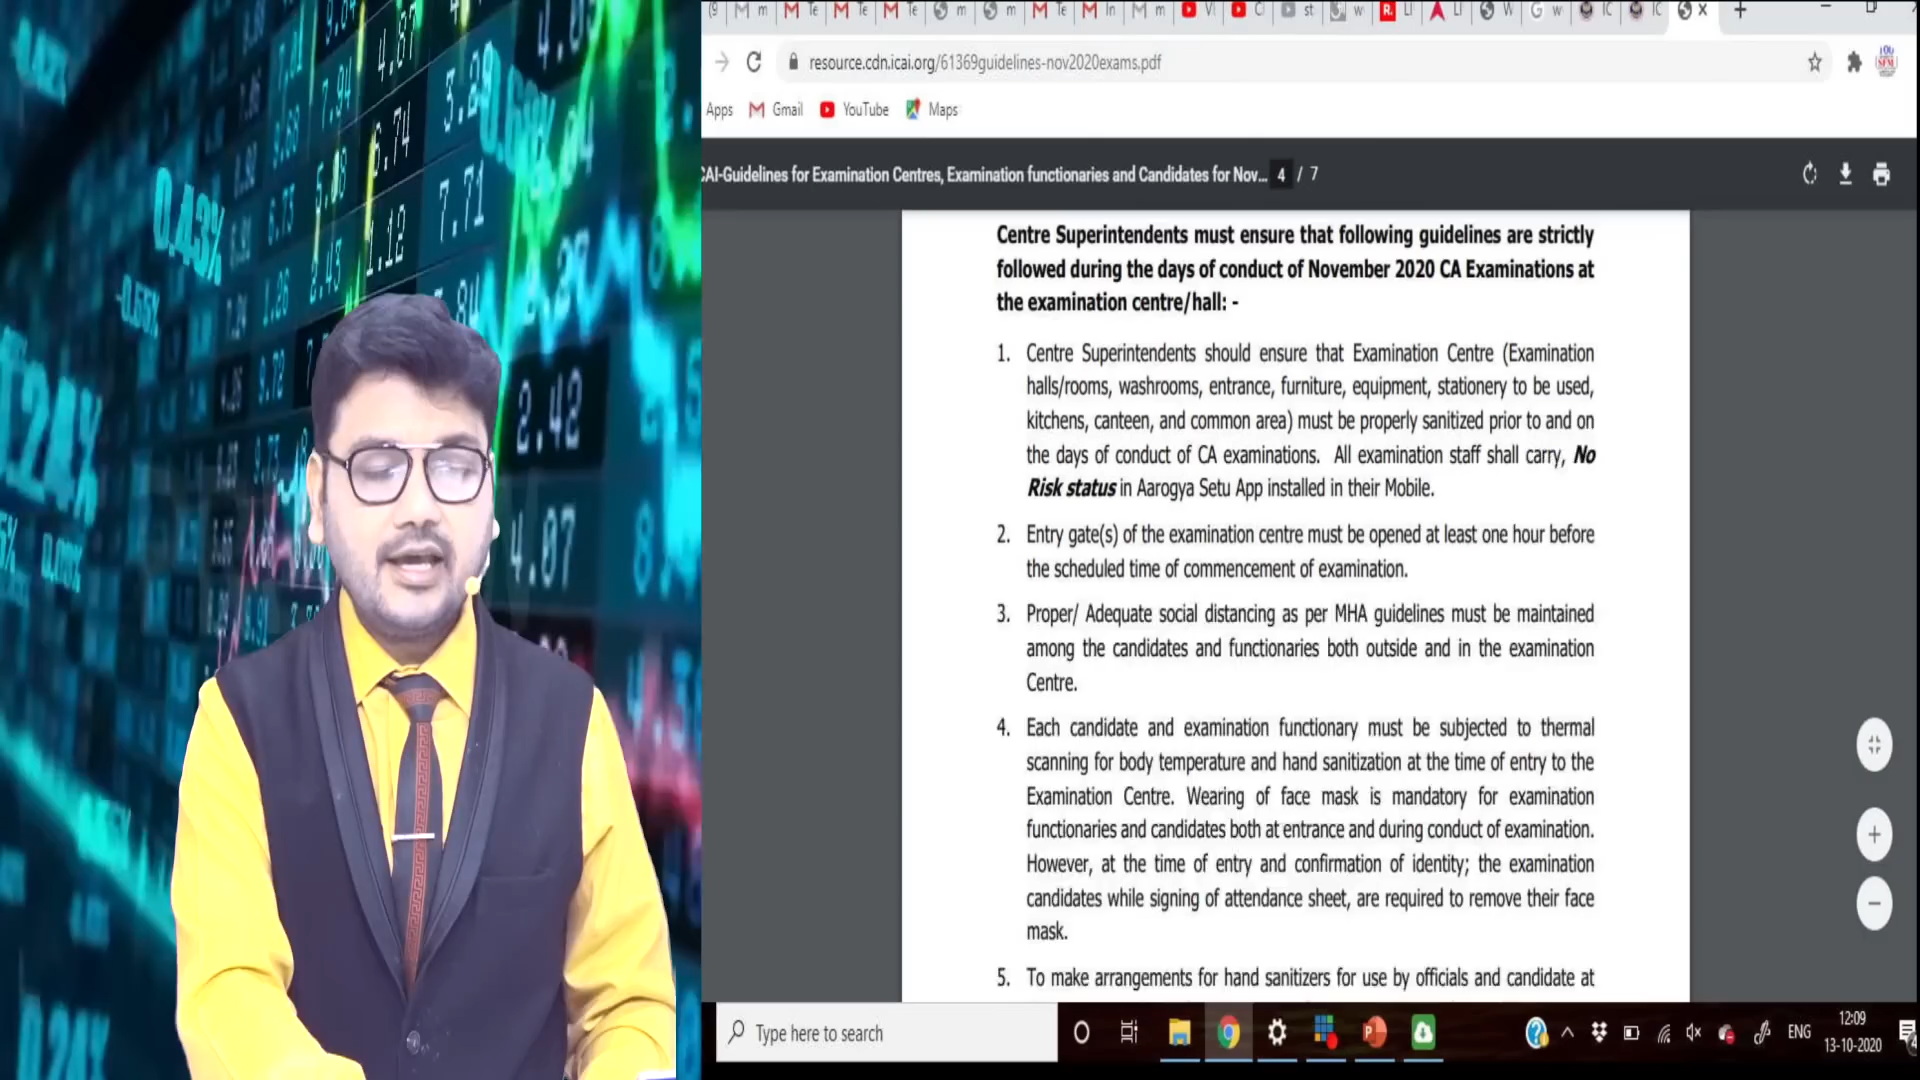 resource.cdn.icai.org/61369guidelines-nov2020exams.pdf
Apps Gmail YouTube Maps
CAI-Guidelines for Examination Centres, Examination functionaries and Candidates for Nov... 4 / 7
Centre Superintendents must ensure that following guidelines are strictly
followed during the days of conduct of November 2020 CA Examinations at
the examination centre/hall: -
1. Centre Superintendents should ensure that Examination Centre (Examination
halls/rooms, washrooms, entrance, furniture, equipment, stationery to be used,
kitchens, canteen, and common area) must be properly sanitized prior to and on
the days of conduct of CA examinations. All examination staff shall carry, No
Risk status in Aarogya Setu App installed in their Mobile.
2. Entry gate(s) of the examination centre must be opened at least one hour before
the scheduled time of commencement of examination.
3. Proper/ Adequate social distancing as per MHA guidelines must be maintained
among the candidates and functionaries both outside and in the examination
Centre.
4. Each candidate and examination functionary must be subjected to thermal
scanning for body temperature and hand sanitization at the time of entry to the
Examination Centre. Wearing of face mask is mandatory for examination
functionaries and candidates both at entrance and during conduct of examination.
However, at the time of entry and confirmation of identity; the examination
candidates while signing of attendance sheet, are required to remove their face
mask.
5. To make arrangements for hand sanitizers for use by officials and candidate at
Type here to search
ENG
12:09
13-10-2020
0.43%
7.94
4.87
6.74
7.71
1.12
2.42
4.07